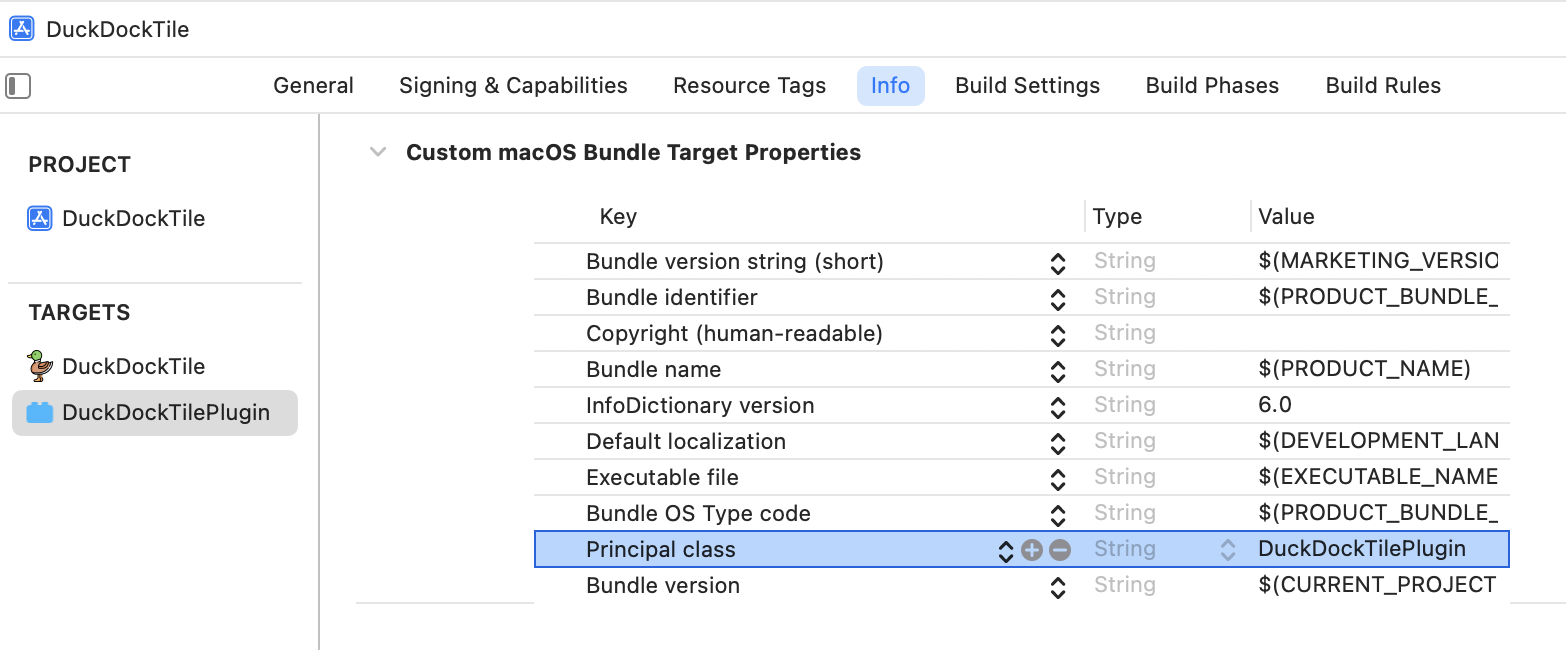 DuckDockTile
General Signing & Capabilities Resource Tags Info Build Settings Build Phases Build Rules
PROJECT
DuckDockTile
TARGETS
DuckDockTile
DuckDockTilePlugin
Custom macOS Bundle Target Properties
Key Type Value
Bundle version string (short) String $(MARKETING_VERSIO
Bundle identifier String $(PRODUCT_BUNDLE_
Copyright (human-readable) String
Bundle name String $(PRODUCT_NAME)
InfoDictionary version String 6.0
Default localization String $(DEVELOPMENT_LAN
Executable file String $(EXECUTABLE_NAME
Bundle OS Type code String $(PRODUCT_BUNDLE_
Principal class String DuckDockTilePlugin
Bundle version String $(CURRENT_PROJECT